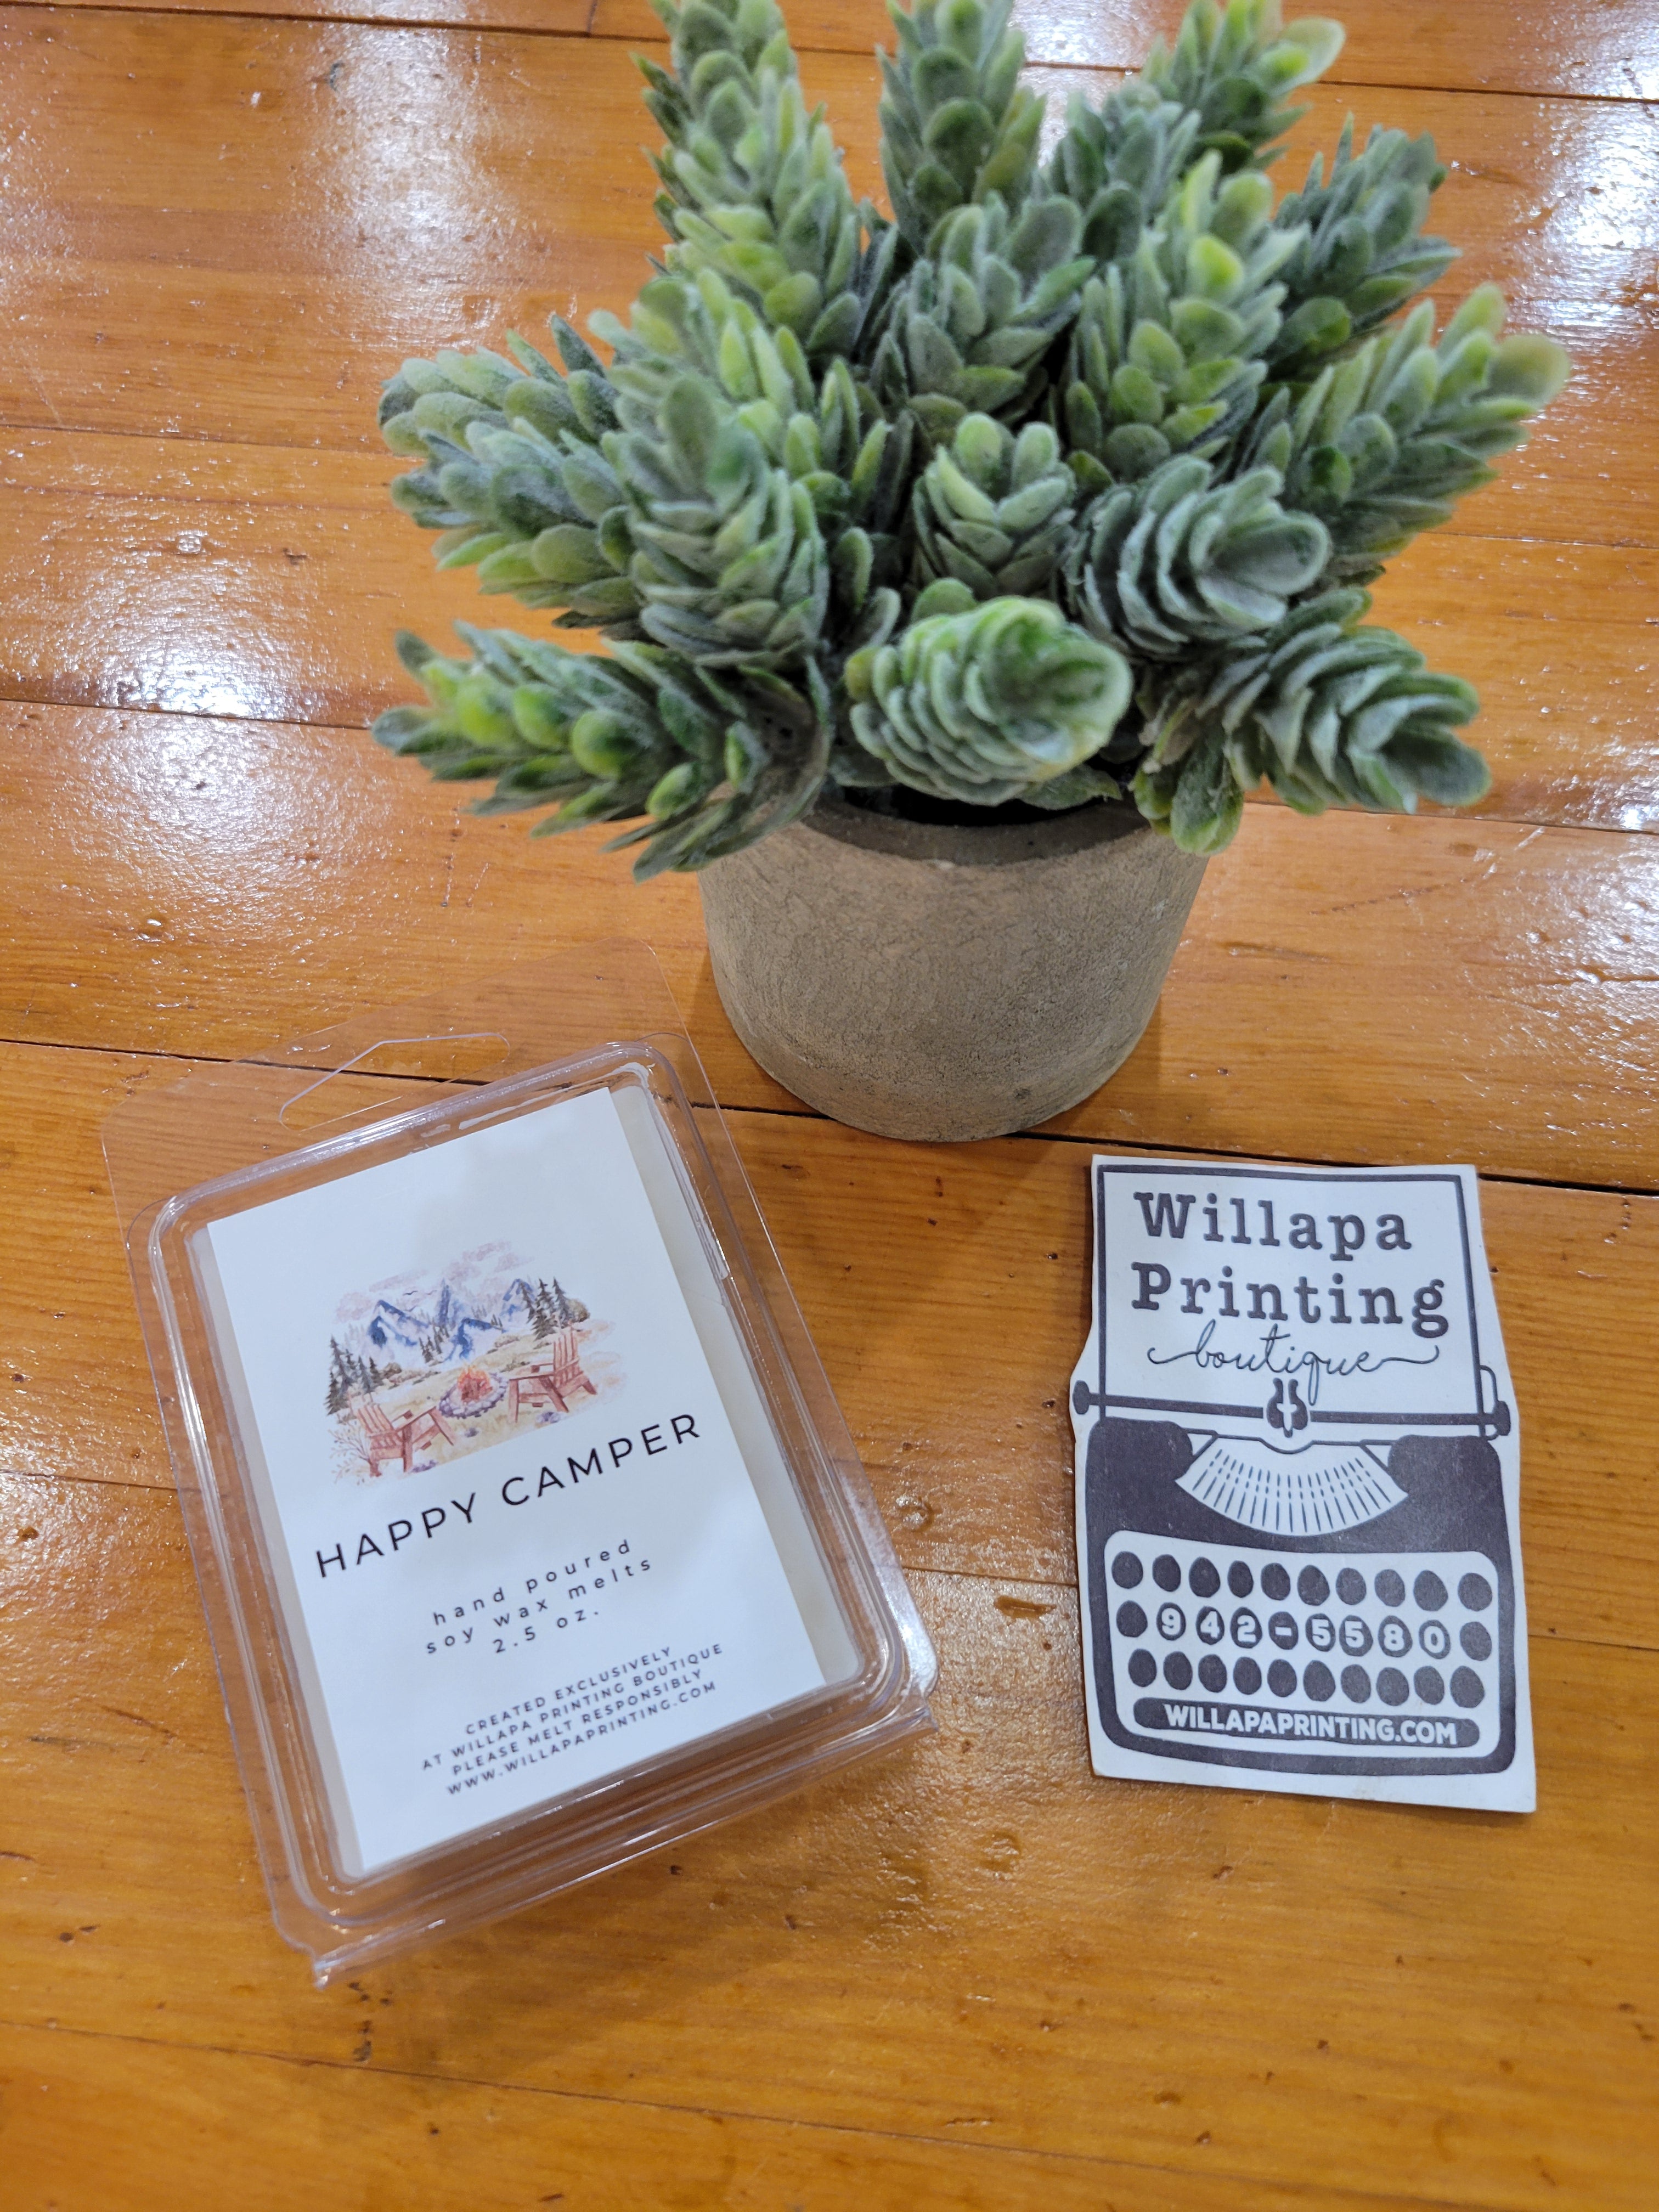 HAPPY CAMPER
hand poured
soy wax melts
2.5 oz.
CREATED EXCLUSIVELY
AT WILLAPA PRINTING BOUTIQUE
PLEASE MELT RESPONSIBLY
WWW.WILLAPAPRINTING.COM
Willapa
Printing
boutique
942-5580
WILLAPAPRINTING.COM